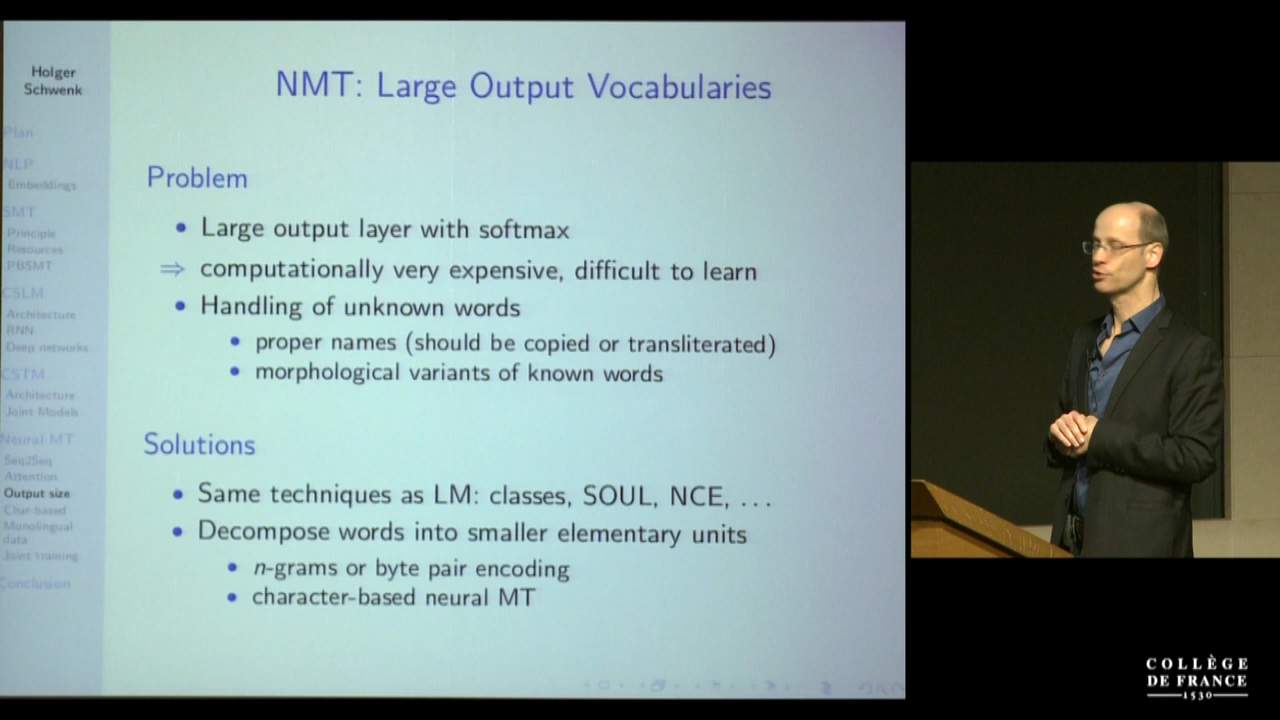 Holger
Schwenk
Plan
NLP
Embeddings
SMT
Principle
Resources
PBSMT
CSLM
Architecture
RNN
Deep networks
CSTM
Architecture
Joint Models
Neural MT
Seq2Seq
Attention
Output size
Char-based
Monolingual
data
Joint training
Conclusion
NMT: Large Output Vocabularies
Problem
• Large output layer with softmax
⇒ computationally very expensive, difficult to learn
• Handling of unknown words
• proper names (should be copied or transliterated)
• morphological variants of known words
Solutions
• Same techniques as LM: classes, SOUL, NCE, ...
• Decompose words into smaller elementary units
• n-grams or byte pair encoding
• character-based neural MT
COLLÈGE
DE FRANCE
1530